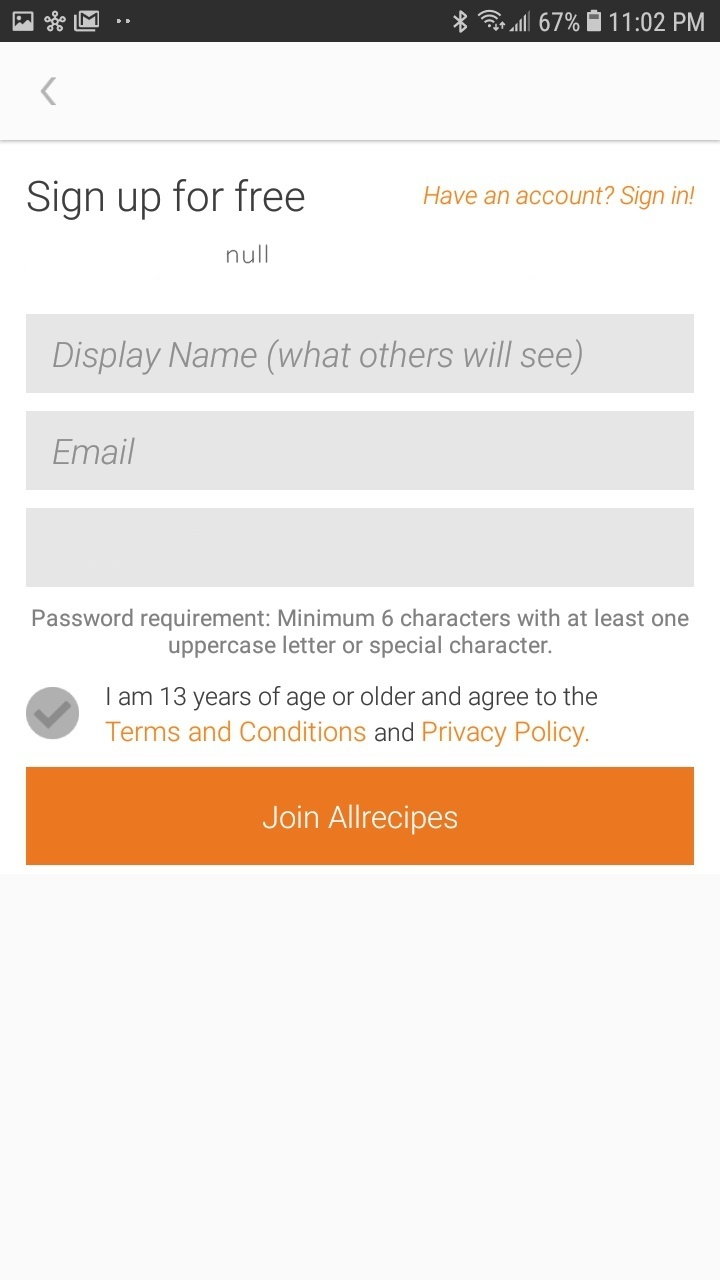 67% 11:02 PM
Sign up for free
Have an account? Sign in!
null
Display Name (what others will see)
Email
Password requirement: Minimum 6 characters with at least one
uppercase letter or special character.
I am 13 years of age or older and agree to the
Terms and Conditions and Privacy Policy.
Join Allrecipes